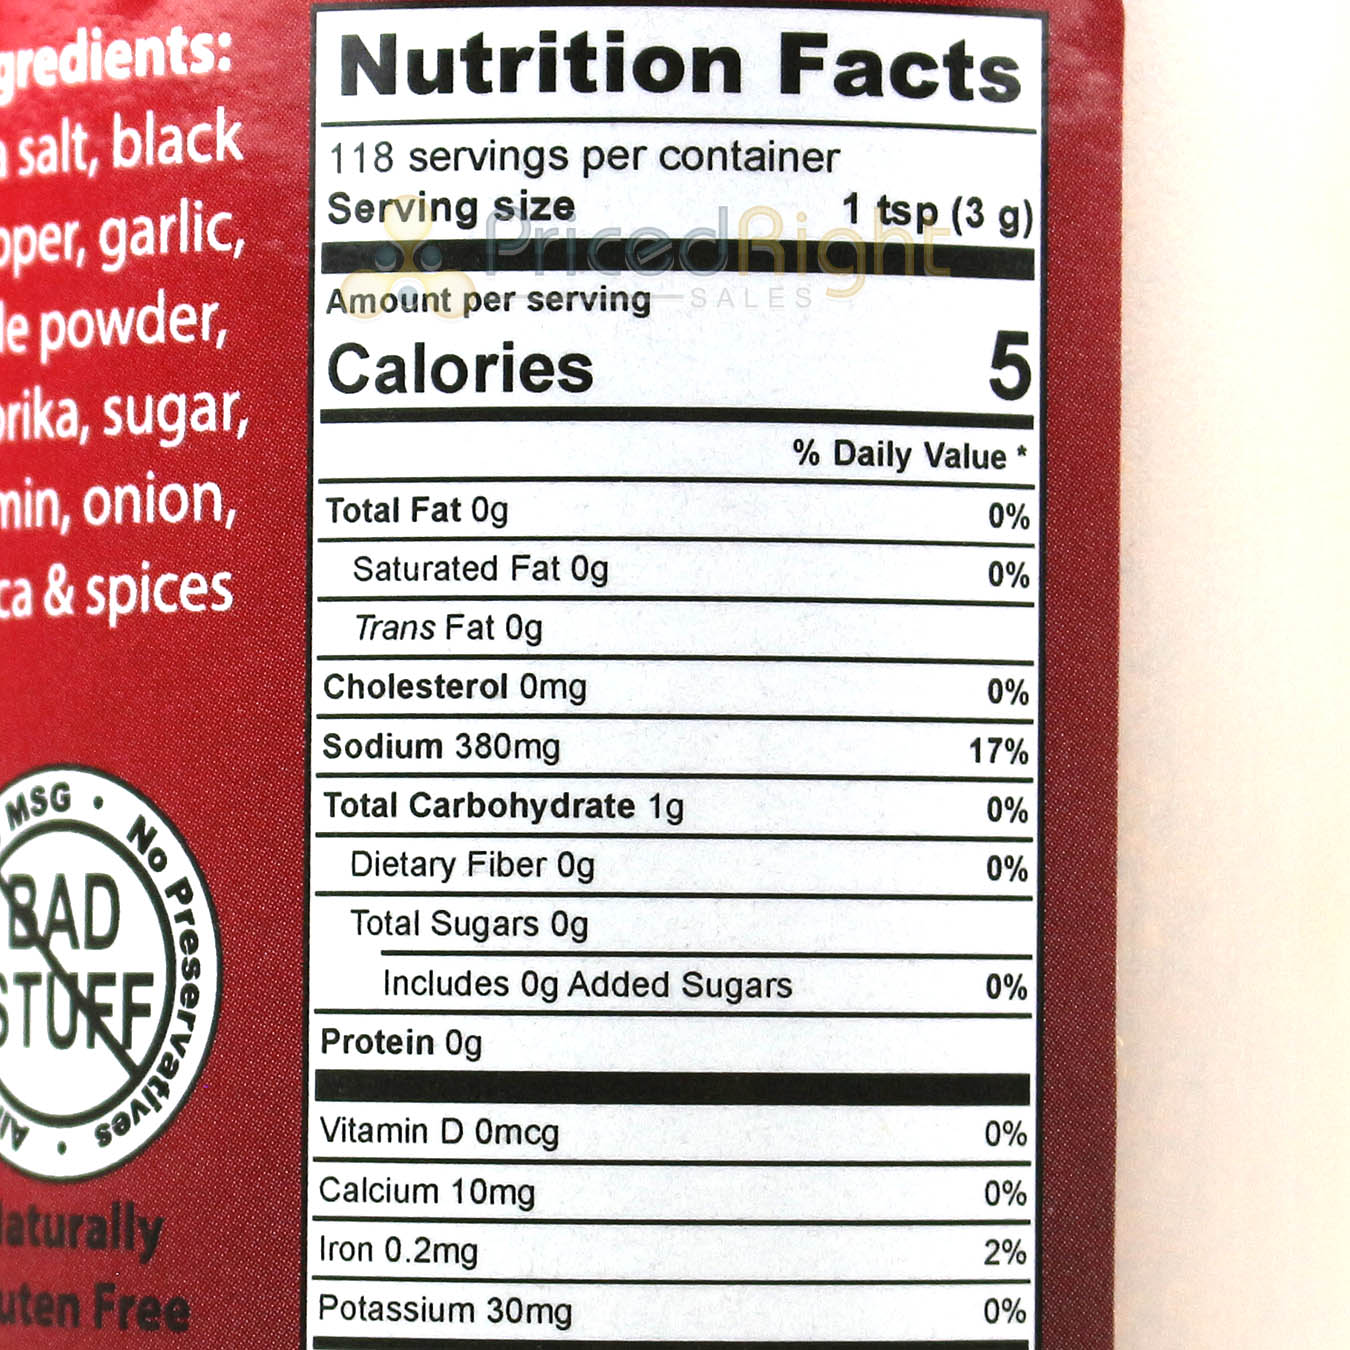 gredients:
salt, black
pper, garlic,
le powder,
rika, sugar,
min, onion,
ca & spices
MSG • No Preservatives •
BAD
STUFF
Naturally
uten Free
Nutrition Facts
118 servings per container
Serving size 1 tsp (3 g)
PricedRight
SALES
Amount per serving
Calories 5
% Daily Value *
Total Fat 0g 0%
Saturated Fat 0g 0%
Trans Fat 0g
Cholesterol 0mg 0%
Sodium 380mg 17%
Total Carbohydrate 1g 0%
Dietary Fiber 0g 0%
Total Sugars 0g
Includes 0g Added Sugars 0%
Protein 0g
Vitamin D 0mcg 0%
Calcium 10mg 0%
Iron 0.2mg 2%
Potassium 30mg 0%